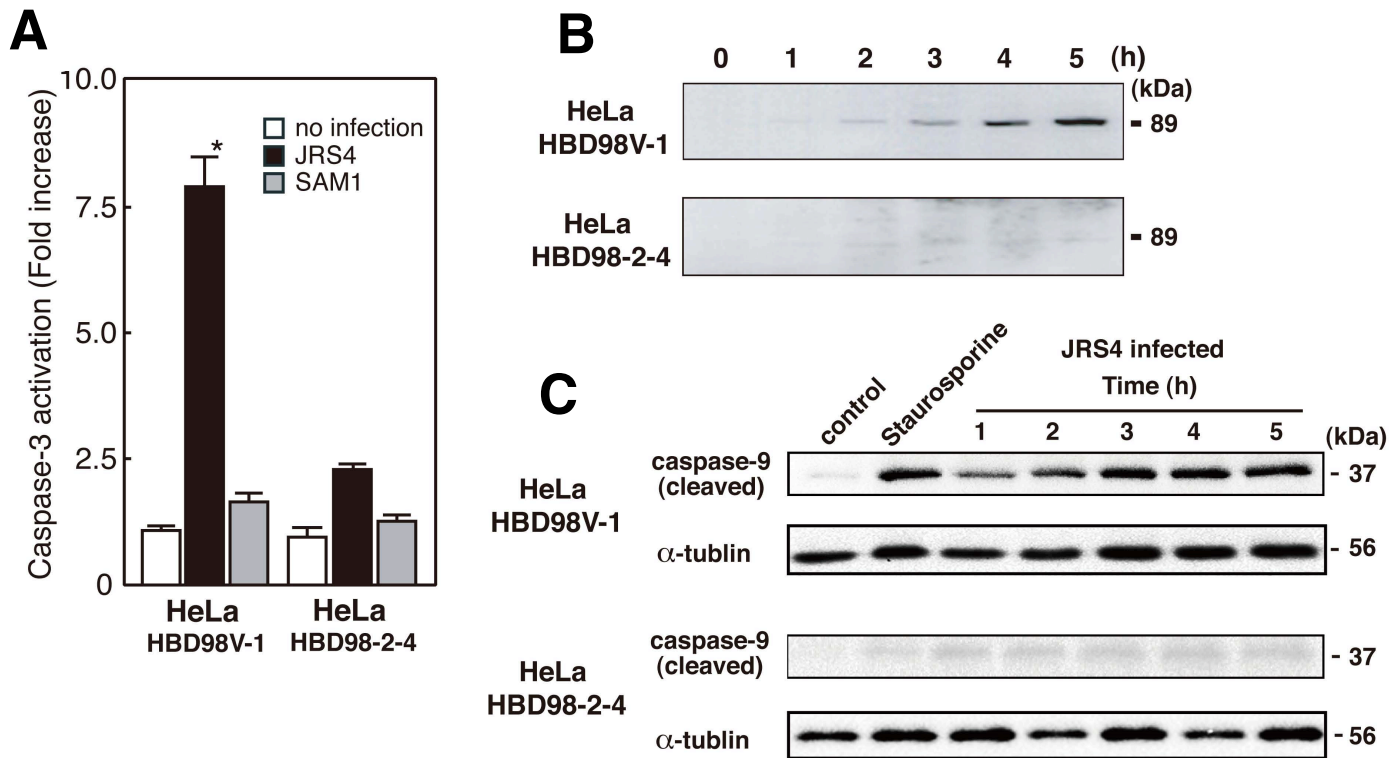 A
Caspase-3 activation (Fold increase)
10.0
7.5
5.0
2.5
0
no infection
JRS4
*
SAM1
HeLa
HBD98V-1
HeLa
HBD98-2-4
B
0 1 2 3 4 5 (h)
(kDa)
HeLa
HBD98V-1
- 89
HeLa
HBD98-2-4
- 89
C
control
Staurosporine
JRS4 infected
Time (h)
1 2 3 4 5 (kDa)
HeLa
HBD98V-1
caspase-9
(cleaved)
- 37
α-tublin
- 56
HeLa
HBD98-2-4
caspase-9
(cleaved)
- 37
α-tublin
- 56